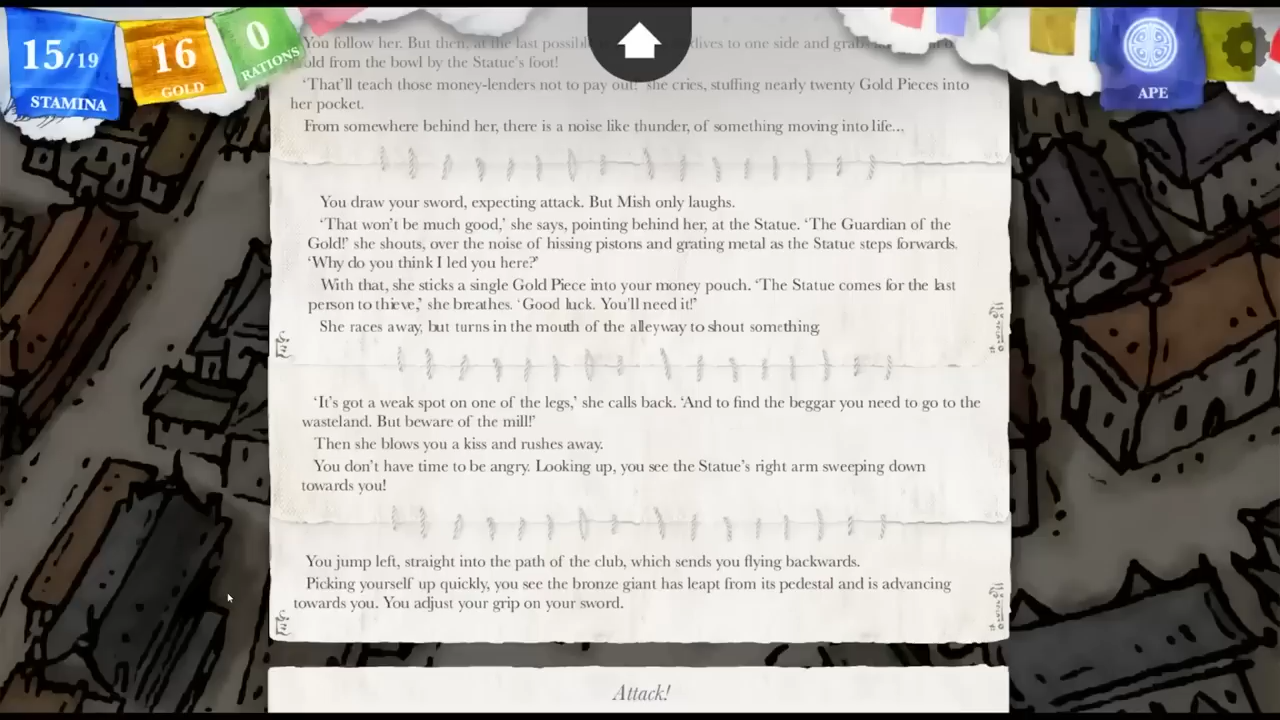 15/19
STAMINA
16
GOLD
0
RATIONS
APE
You follow her. But then, at the last dives to one side and
old from the bowl by the Statue's foot!
'That'll teach those money-lenders not to pay out!' she cries, stuffing nearly twenty Gold Pieces into
her pocket.
From somewhere behind her, there is a noise like thunder, of something moving into life...
You draw your sword, expecting attack. But Mish only laughs.
'That won't be much good,' she says, pointing behind her, at the Statue. 'The Guardian of the
Gold!' she shouts, over the noise of hissing pistons and grating metal as the Statue steps forwards.
'Why do you think I led you here?'
With that, she sticks a single Gold Piece into your money pouch. 'The Statue comes for the last
person to thieve,' she breathes. 'Good luck. You'll need it!'
She races away, but turns in the mouth of the alleyway to shout something
'It's got a weak spot on one of the legs,' she calls back. 'And to find the beggar you need to go to the
wasteland. But beware of the mill!'
Then she blows you a kiss and rushes away.
You don't have time to be angry. Looking up, you see the Statue's right arm sweeping down
towards you!
You jump left, straight into the path of the club, which sends you flying backwards.
Picking yourself up quickly, you see the bronze giant has leapt from its pedestal and is advancing
towards you. You adjust your grip on your sword.
Attack!